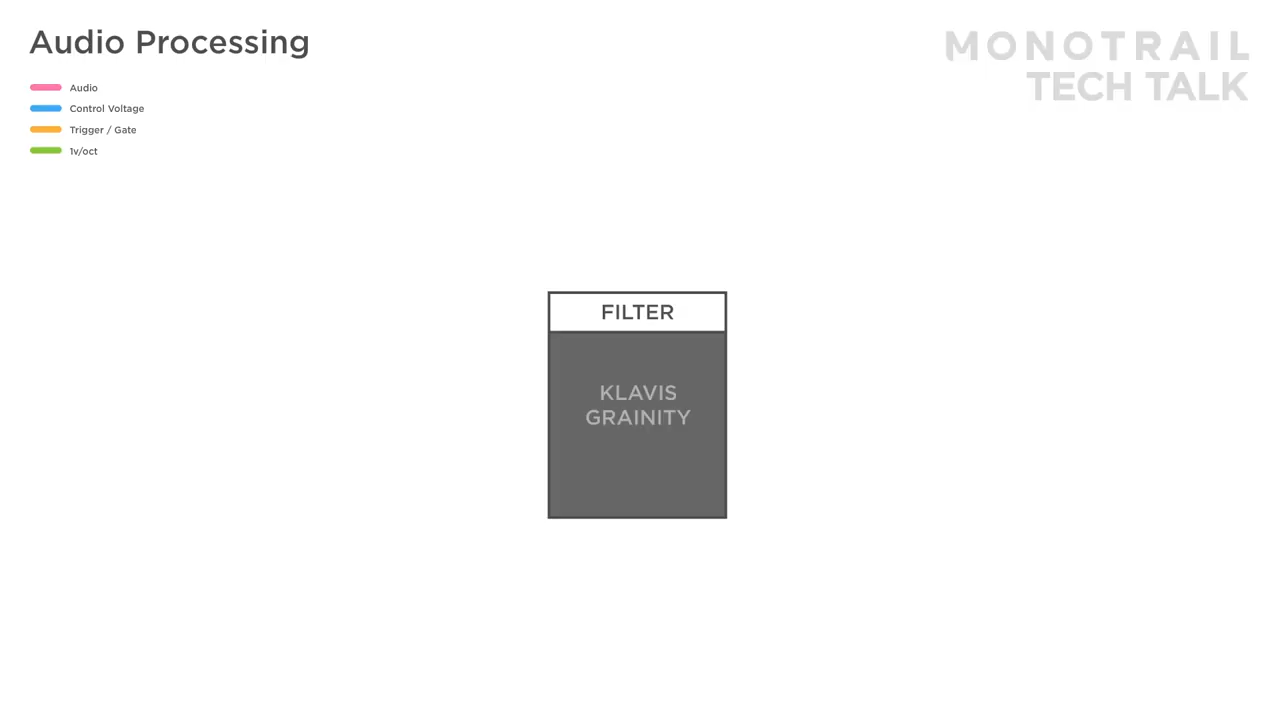 Audio Processing
MONOTRAIL
TECH TALK
Audio
Control Voltage
Trigger / Gate
1v/oct
FILTER
KLAVIS
GRAINITY